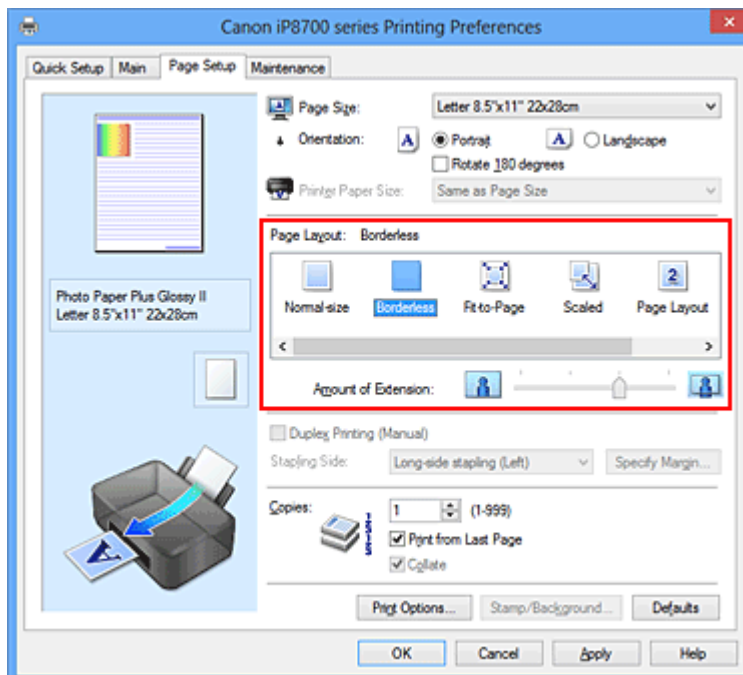 Canon iP8700 series Printing Preferences
Quick Setup Main Page Setup Maintenance
Page Size: Letter 8.5"x11" 22x28cm
Orientation: A Portrait A Landscape
Rotate 180 degrees
Printer Paper Size: Same as Page Size
Page Layout: Borderless
2
Normal-size Borderless Fit-to-Page Scaled Page Layout
Amount of Extension:
Photo Paper Plus Glossy II
Letter 8.5"x11" 22x28cm
Duplex Printing (Manual)
Stapling Side: Long-side stapling (Left) Specify Margin...
A
Copies: 1 (1-999)
Print from Last Page
Collate
Print Options... Stamp/Background... Defaults
OK Cancel Apply Help